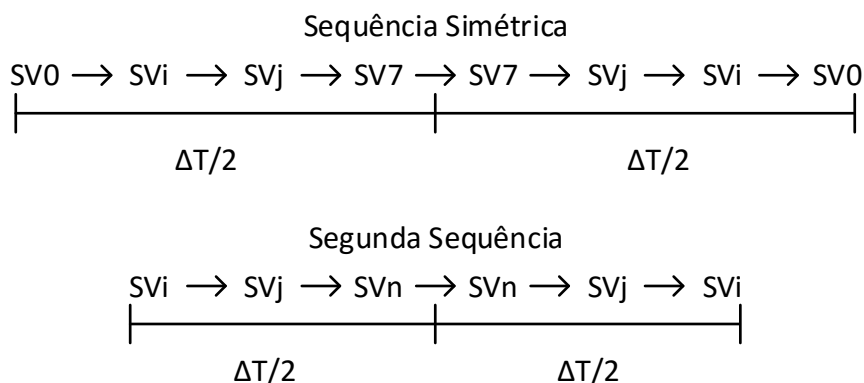 Sequência Simétrica
SV0 → SVi → SVj → SV7 → SV7 → SVj → SVi → SV0
ΔT/2 ΔT/2
Segunda Sequência
SVi → SVj → SVn → SVn → SVj → SVi
ΔT/2 ΔT/2